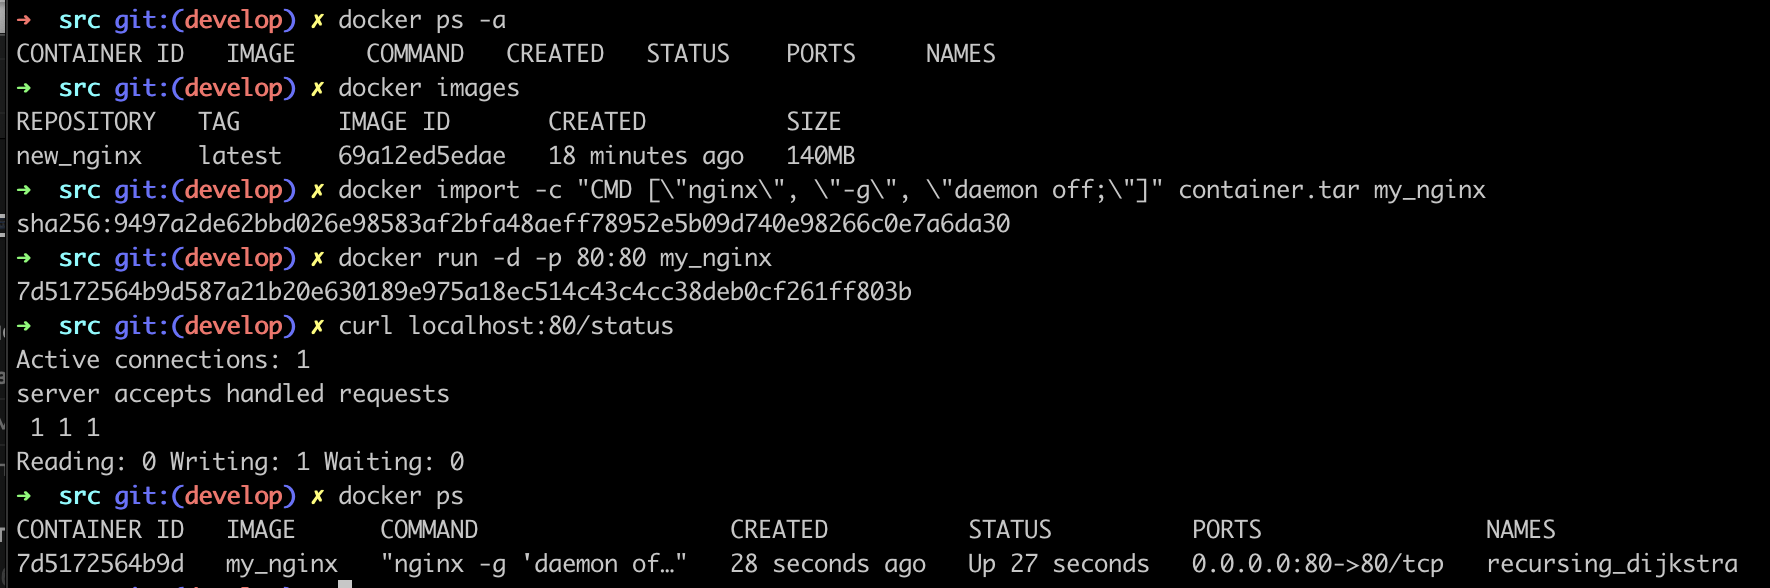 ➜  src git:(develop) ✗ docker ps -a
CONTAINER ID   IMAGE     COMMAND   CREATED   STATUS    PORTS     NAMES
➜  src git:(develop) ✗ docker images
REPOSITORY   TAG       IMAGE ID       CREATED          SIZE
new_nginx    latest    69a12ed5edae   18 minutes ago   140MB
➜  src git:(develop) ✗ docker import -c "CMD [\"nginx\", \"-g\", \"daemon off;\"]" container.tar my_nginx
sha256:9497a2de62bbd026e98583af2bfa48aeff78952e5b09d740e98266c0e7a6da30
➜  src git:(develop) ✗ docker run -d -p 80:80 my_nginx
7d5172564b9d587a21b20e630189e975a18ec514c43c4cc38deb0cf261ff803b
➜  src git:(develop) ✗ curl localhost:80/status
Active connections: 1
server accepts handled requests
 1 1 1
Reading: 0 Writing: 1 Waiting: 0
➜  src git:(develop) ✗ docker ps
CONTAINER ID   IMAGE      COMMAND                  CREATED          STATUS          PORTS                NAMES
7d5172564b9d   my_nginx   "nginx -g 'daemon of…"   28 seconds ago   Up 27 seconds   0.0.0.0:80->80/tcp   recursing_dijkstra